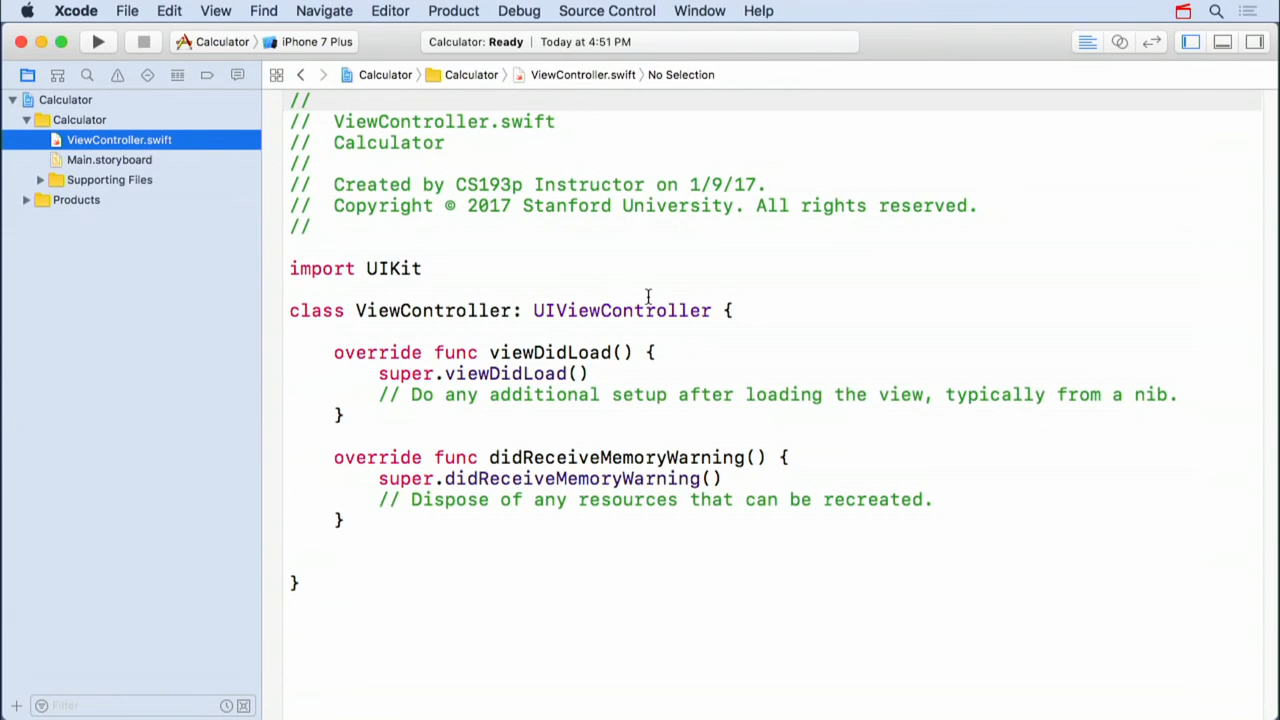 Xcode File Edit View Find Navigate Editor Product Debug Source Control Window Help
Calculator iPhone 7 Plus Calculator: Ready | Today at 4:51 PM
Calculator Calculator ViewController.swift No Selection
Calculator
Calculator
ViewController.swift
Main.storyboard
Supporting Files
Products
Filter
//
// ViewController.swift
// Calculator
//
// Created by CS193p Instructor on 1/9/17.
// Copyright © 2017 Stanford University. All rights reserved.
//
import UIKit
class ViewController: UIViewController {
override func viewDidLoad() {
super.viewDidLoad()
// Do any additional setup after loading the view, typically from a nib.
}
override func didReceiveMemoryWarning() {
super.didReceiveMemoryWarning()
// Dispose of any resources that can be recreated.
}
}